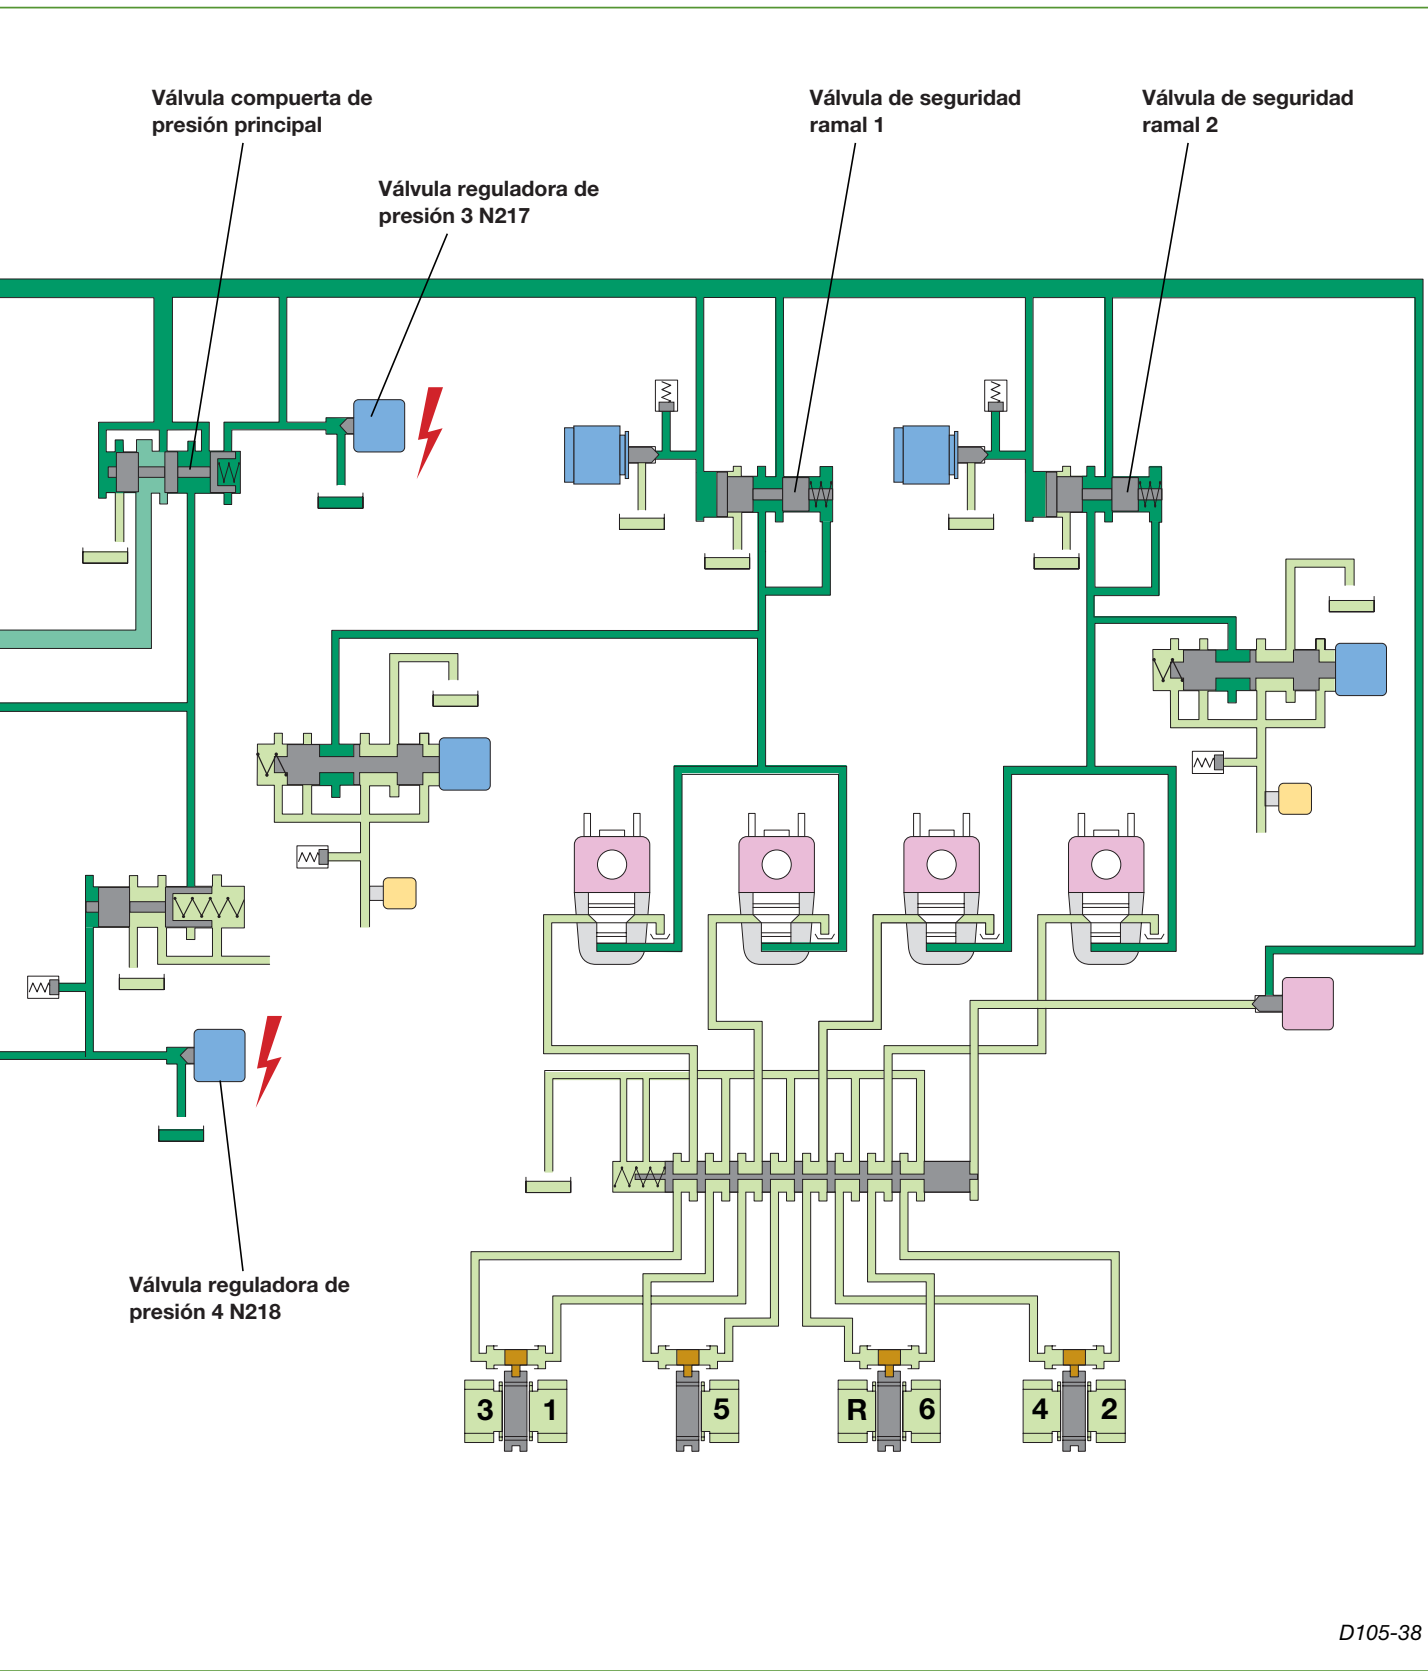 Válvula compuerta de
presión principal
Válvula de seguridad
ramal 1
Válvula de seguridad
ramal 2
Válvula reguladora de
presión 3 N217
Válvula reguladora de
presión 4 N218
3 1 5 R 6 4 2
D105-38